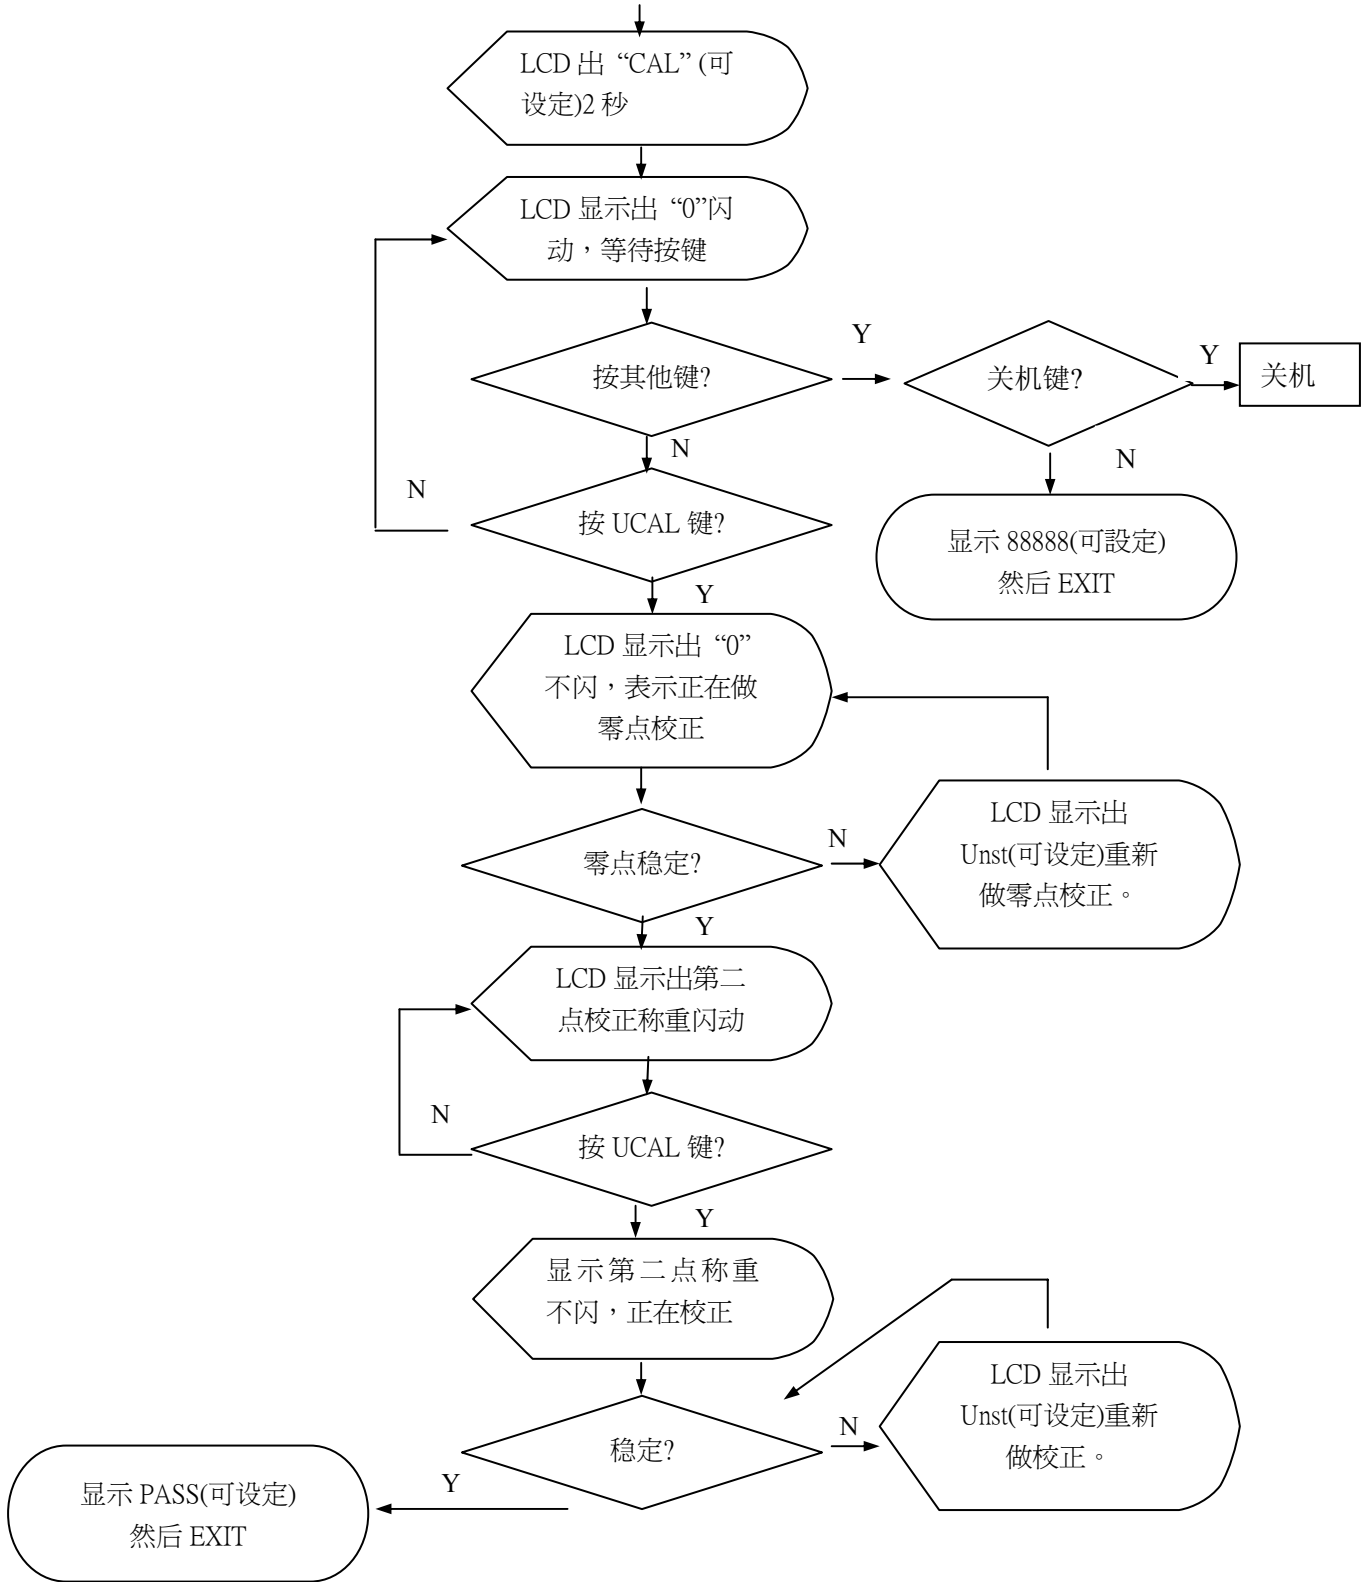 LCD 出 “CAL” (可
设定)2 秒
LCD 显示出 “0”闪
动，等待按键
按其他键?
Y
关机键?
Y
关机
N
N
按 UCAL 键?
N
显示 88888(可設定)
然后 EXIT
Y
LCD 显示出 “0”
不闪，表示正在做
零点校正
零点稳定?
N
LCD 显示出
Unst(可设定)重新
做零点校正。
Y
LCD 显示出第二
点校正称重闪动
N
按 UCAL 键?
Y
显示第二点称重
不闪，正在校正
稳定?
N
LCD 显示出
Unst(可设定)重新
做校正。
Y
显示 PASS(可设定)
然后 EXIT